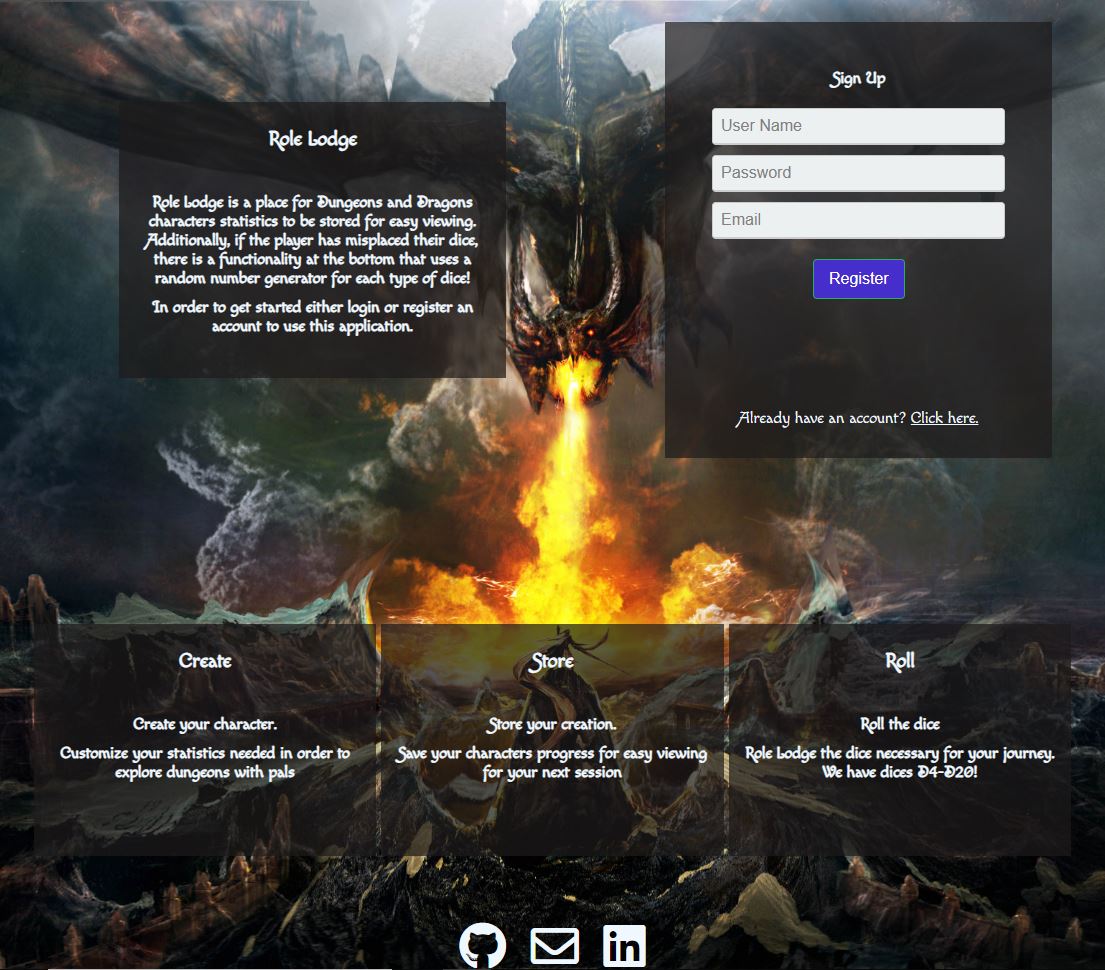 Role Lodge
Role Lodge is a place for Dungeons and Dragons
characters statistics to be stored for easy viewing.
Additionally, if the player has misplaced their dice,
there is a functionality at the bottom that uses a
random number generator for each type of dice!
In order to get started either login or register an
account to use this application.
Sign Up
User Name
Password
Email
Register
Already have an account? Click here.
Create
Create your character.
Customize your statistics needed in order to
explore dungeons with pals
Store
Store your creation.
Save your characters progress for easy viewing
for your next session
Roll
Roll the dice
Role Lodge the dice necessary for your journey.
We have dices D4-D20!
in